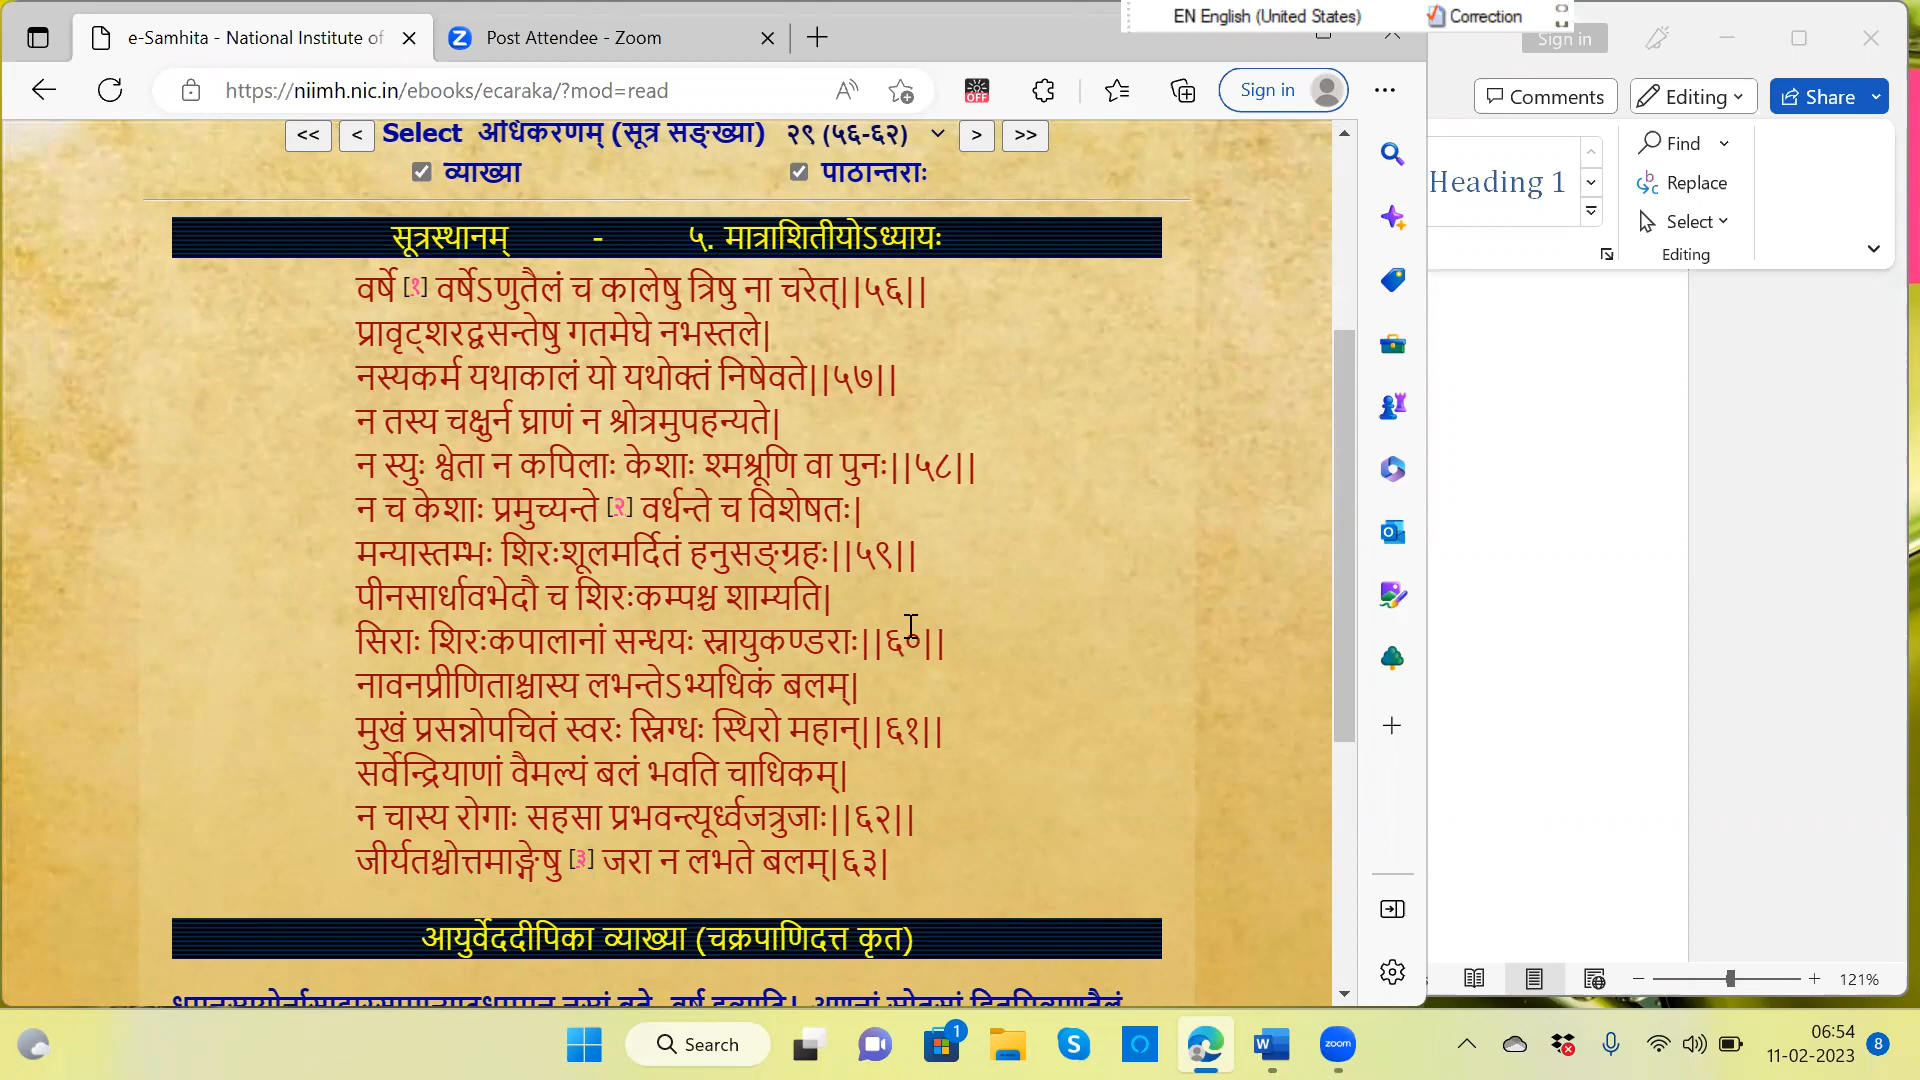 EN English (United States) Correction
e-Samhita - National Institute of
Post Attendee - Zoom
Sign in
https://niimh.nic.in/ebooks/ecaraka/?mod=read
OFF
Sign in
Comments
Editing
Share
<< < Select अधिकरणम् (सूत्र सङ्ख्या) २९ (५६-६२) > >>
व्याख्या पाठान्तराः
Find
Heading 1
Replace
Select
Editing
सूत्रस्थानम् - ५. मात्राशितीयोऽध्यायः
वर्षे [१] वर्षेऽणुतैलं च कालेषु त्रिषु ना चरेत्||५६||
प्रावृट्शरद्वसन्तेषु गतमेघे नभस्तले|
नस्यकर्म यथाकालं यो यथोक्तं निषेवते||५७||
न तस्य चक्षुर्न घ्राणं न श्रोत्रमुपहन्यते|
न स्युः श्वेता न कपिलाः केशाः श्मश्रूणि वा पुनः||५८||
न च केशाः प्रमुच्यन्ते [२] वर्धन्ते च विशेषतः|
मन्यास्तम्भः शिरःशूलमर्दितं हनुसङ्ग्रहः||५९||
पीनसार्धावभेदौ च शिरःकम्पश्च शाम्यति|
सिराः शिरःकपालानां सन्धयः स्नायुकण्डराः||६०||
नावनप्रीणिताश्चास्य लभन्तेऽभ्यधिकं बलम्|
मुखं प्रसन्नोपचितं स्वरः स्निग्धः स्थिरो महान्||६१||
सर्वेन्द्रियाणां वैमल्यं बलं भवति चाधिकम्|
न चास्य रोगाः सहसा प्रभवन्त्यूर्ध्वजत्रुजाः||६२||
जीर्यतश्चोत्तमाङ्गेषु [३] जरा न लभते बलम्|६३|
आयुर्वेददीपिका व्याख्या (चक्रपाणिदत्त कृत)
121%
Search
1
zoom
06:54
11-02-2023
8